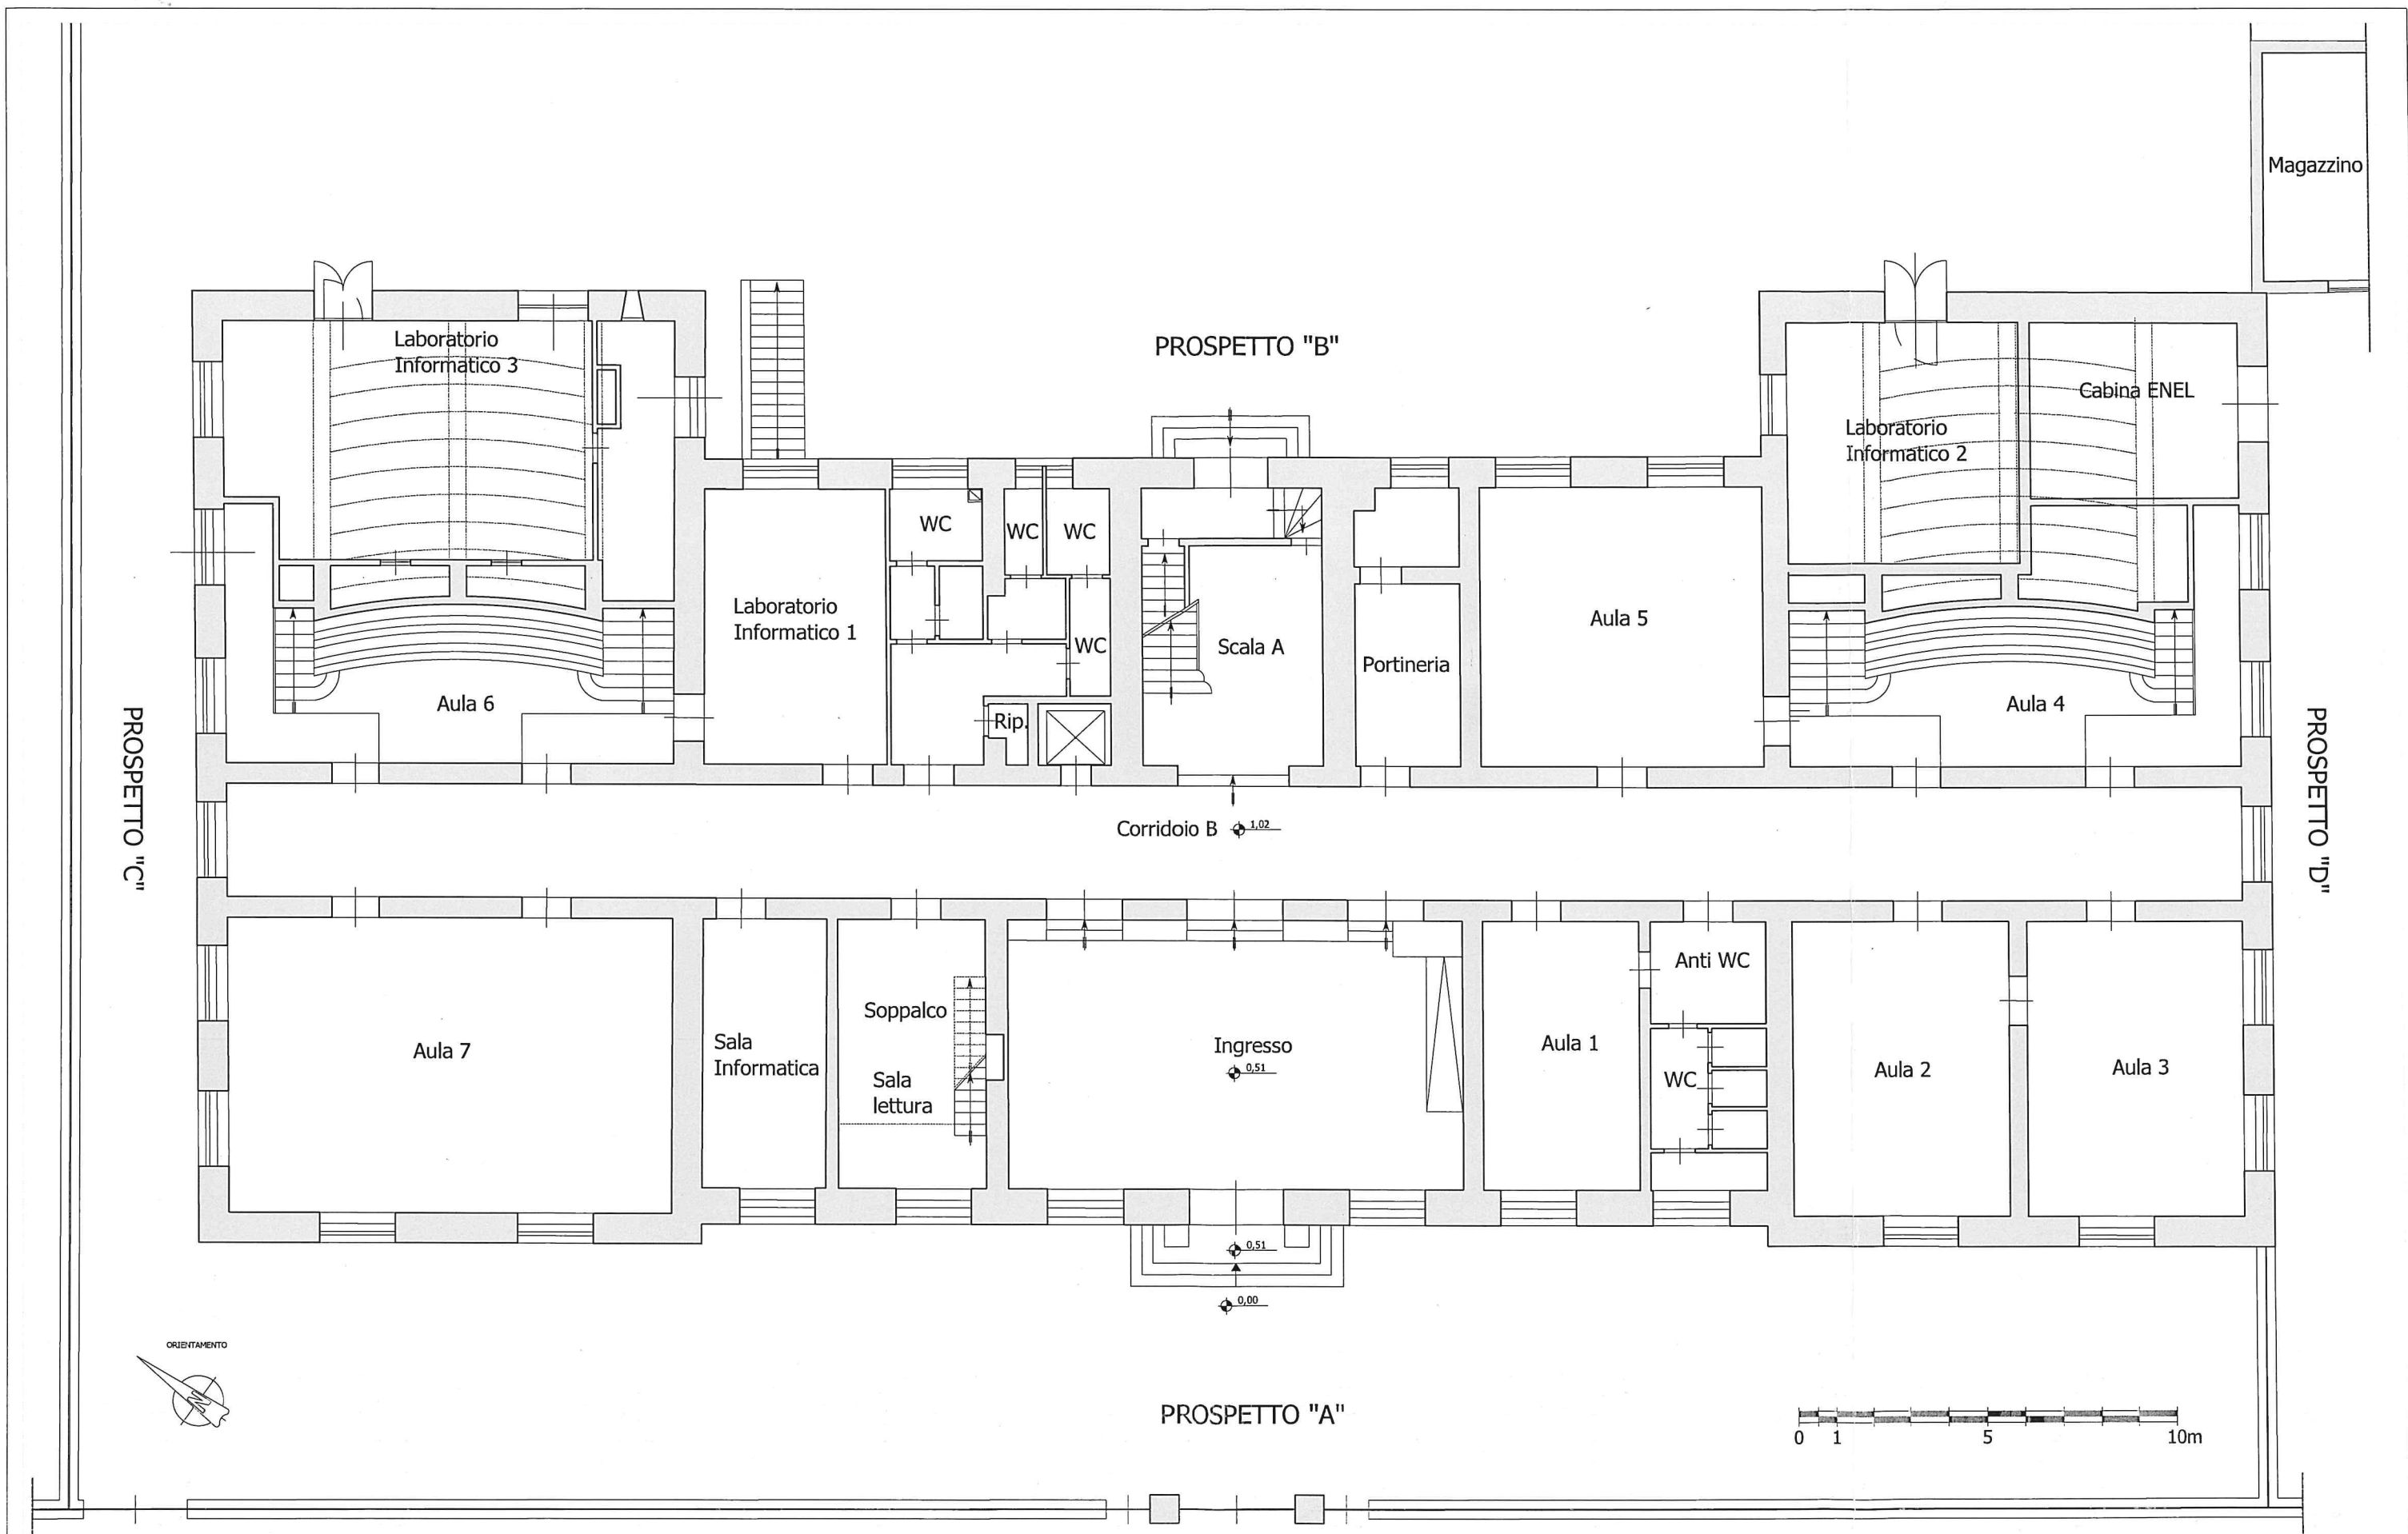 Magazzino
PROSPETTO "B"
Laboratorio
Informatico 3
Cabina ENEL
Laboratorio
Informatico 2
WC
WC
WC
Laboratorio
Informatico 1
Aula 5
Scala A
WC
Portineria
Aula 6
Aula 4
Rip.
PROSPETTO "C"
PROSPETTO "D"
Corridoio B
1,02
Anti WC
Soppalco
Sala
Informatica
Aula 7
Ingresso
0,51
Aula 1
Aula 2
Aula 3
Sala
lettura
WC
0,51
0,00
ORIENTAMENTO
N
PROSPETTO "A"
0 1 5 10m